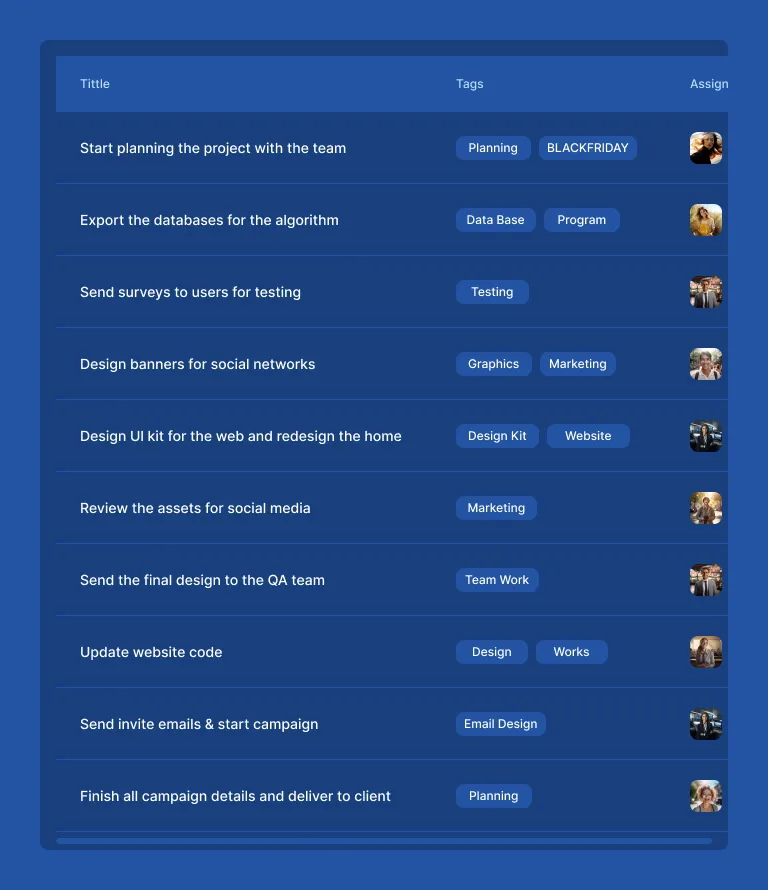 Tittle Tags Assign
Start planning the project with the team Planning BLACKFRIDAY
Export the databases for the algorithm Data Base Program
Send surveys to users for testing Testing
Design banners for social networks Graphics Marketing
Design UI kit for the web and redesign the home Design Kit Website
Review the assets for social media Marketing
Send the final design to the QA team Team Work
Update website code Design Works
Send invite emails & start campaign Email Design
Finish all campaign details and deliver to client Planning